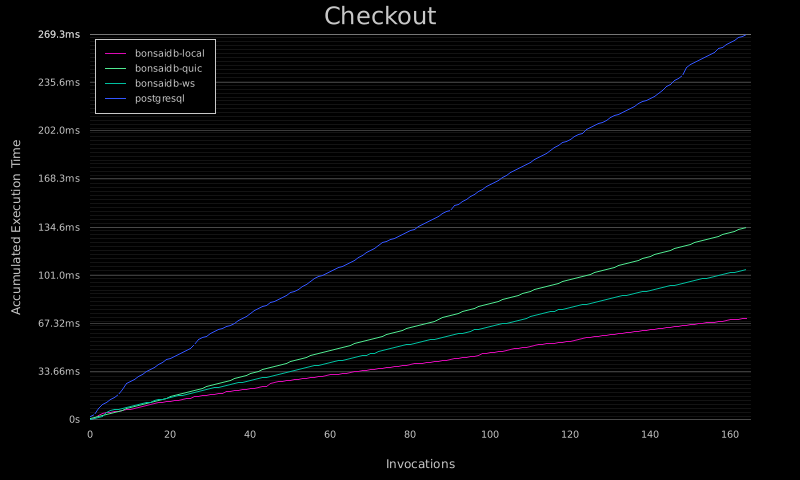 Checkout
269.3ms
235.6ms
202.0ms
168.3ms
134.6ms
101.0ms
67.32ms
33.66ms
0s
bonsaidb-local
bonsaidb-quic
bonsaidb-ws
postgresql
Accumulated Execution Time
0 20 40 60 80 100 120 140 160
Invocations